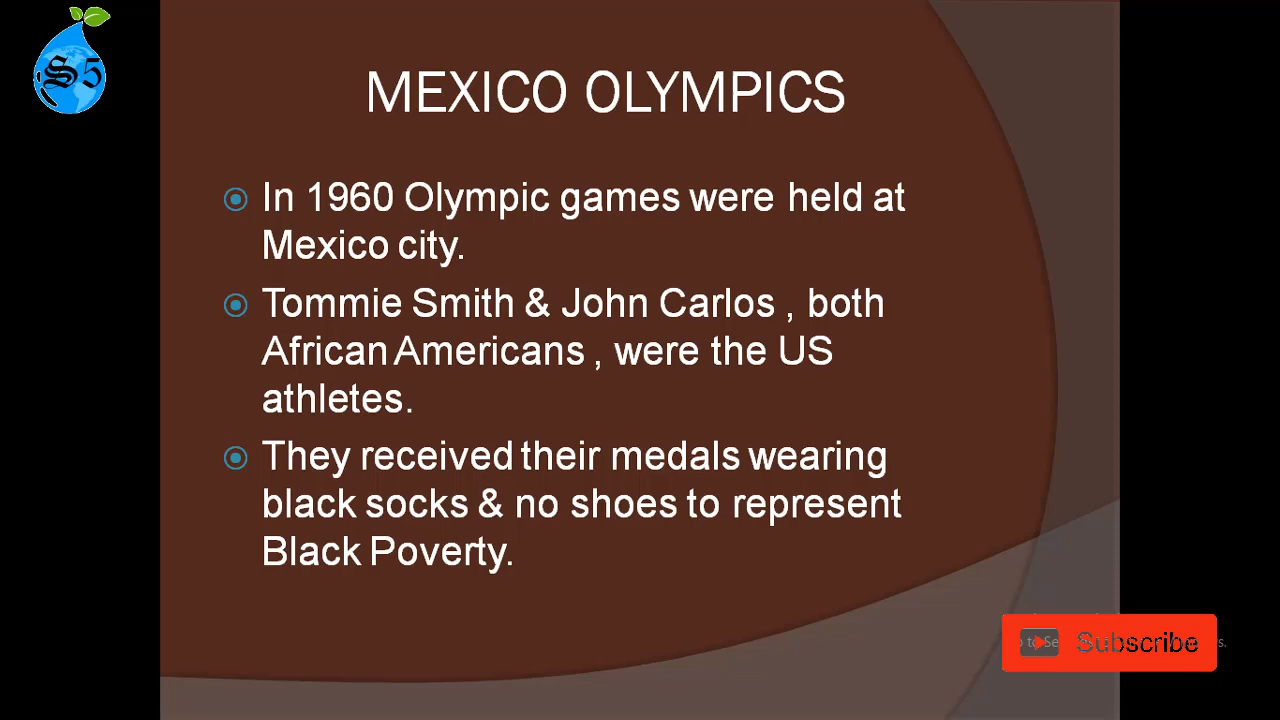 S5
MEXICO OLYMPICS
In 1960 Olympic games were held at
Mexico city.
Tommie Smith & John Carlos , both
African Americans , were the US
athletes.
They received their medals wearing
black socks & no shoes to represent
Black Poverty.
Subscribe